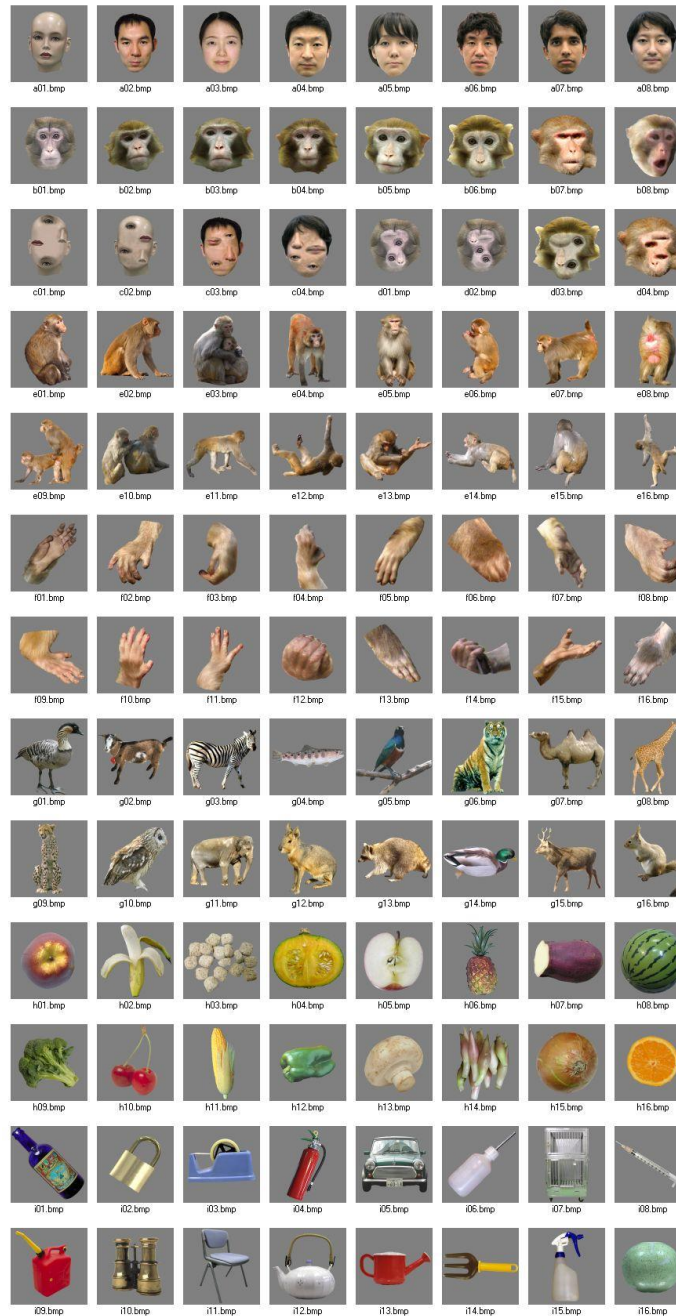 a01.bmp a02.bmp a03.bmp a04.bmp a05.bmp a06.bmp a07.bmp a08.bmp
b01.bmp b02.bmp b03.bmp b04.bmp b05.bmp b06.bmp b07.bmp b08.bmp
c01.bmp c02.bmp c03.bmp c04.bmp d01.bmp d02.bmp d03.bmp d04.bmp
e01.bmp e02.bmp e03.bmp e04.bmp e05.bmp e06.bmp e07.bmp e08.bmp
e09.bmp e10.bmp e11.bmp e12.bmp e13.bmp e14.bmp e15.bmp e16.bmp
f01.bmp f02.bmp f03.bmp f04.bmp f05.bmp f06.bmp f07.bmp f08.bmp
f09.bmp f10.bmp f11.bmp f12.bmp f13.bmp f14.bmp f15.bmp f16.bmp
g01.bmp g02.bmp g03.bmp g04.bmp g05.bmp g06.bmp g07.bmp g08.bmp
g09.bmp g10.bmp g11.bmp g12.bmp g13.bmp g14.bmp g15.bmp g16.bmp
h01.bmp h02.bmp h03.bmp h04.bmp h05.bmp h06.bmp h07.bmp h08.bmp
h09.bmp h10.bmp h11.bmp h12.bmp h13.bmp h14.bmp h15.bmp h16.bmp
i01.bmp i02.bmp i03.bmp i04.bmp i05.bmp i06.bmp i07.bmp i08.bmp
i09.bmp i10.bmp i11.bmp i12.bmp i13.bmp i14.bmp i15.bmp i16.bmp